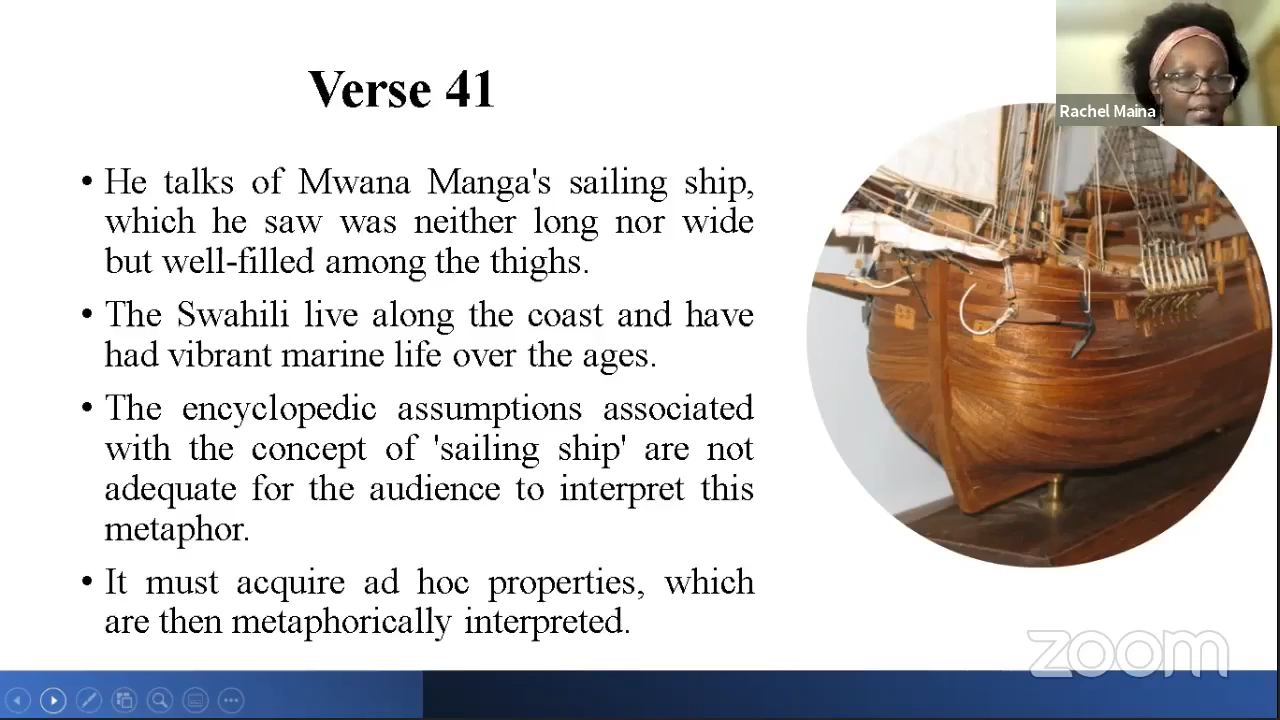 Verse 41
Rachel Maina
• He talks of Mwana Manga's sailing ship,
which he saw was neither long nor wide
but well-filled among the thighs.
• The Swahili live along the coast and have
had vibrant marine life over the ages.
• The encyclopedic assumptions associated
with the concept of 'sailing ship' are not
adequate for the audience to interpret this
metaphor.
• It must acquire ad hoc properties, which
are then metaphorically interpreted.
zoom